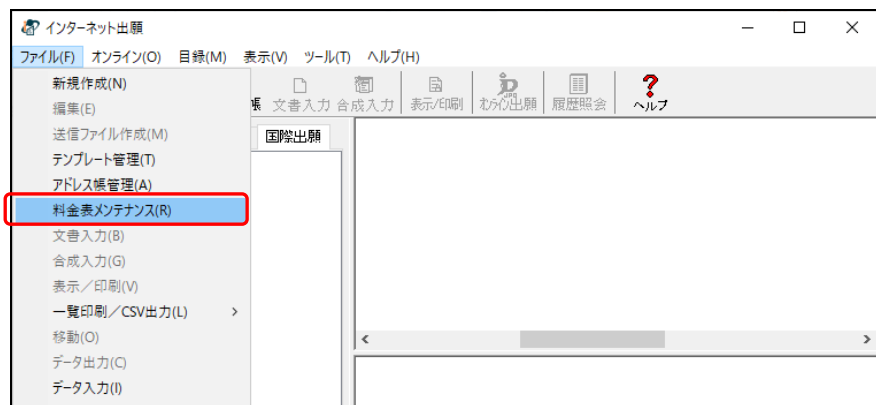 インターネット出願
ファイル(F) オンライン(O) 目録(M) 表示(V) ツール(T) ヘルプ(H)
新規作成(N)
編集(E)
送信ファイル作成(M)
テンプレート管理(T)
アドレス帳管理(A)
料金表メンテナンス(R)
文書入力(B)
合成入力(G)
表示／印刷(V)
一覧印刷／CSV出力(L)
移動(O)
データ出力(C)
データ入力(I)
帳 文書入力 合成入力 表示/印刷 オンライン出願 履歴照会 ヘルプ
国際出願